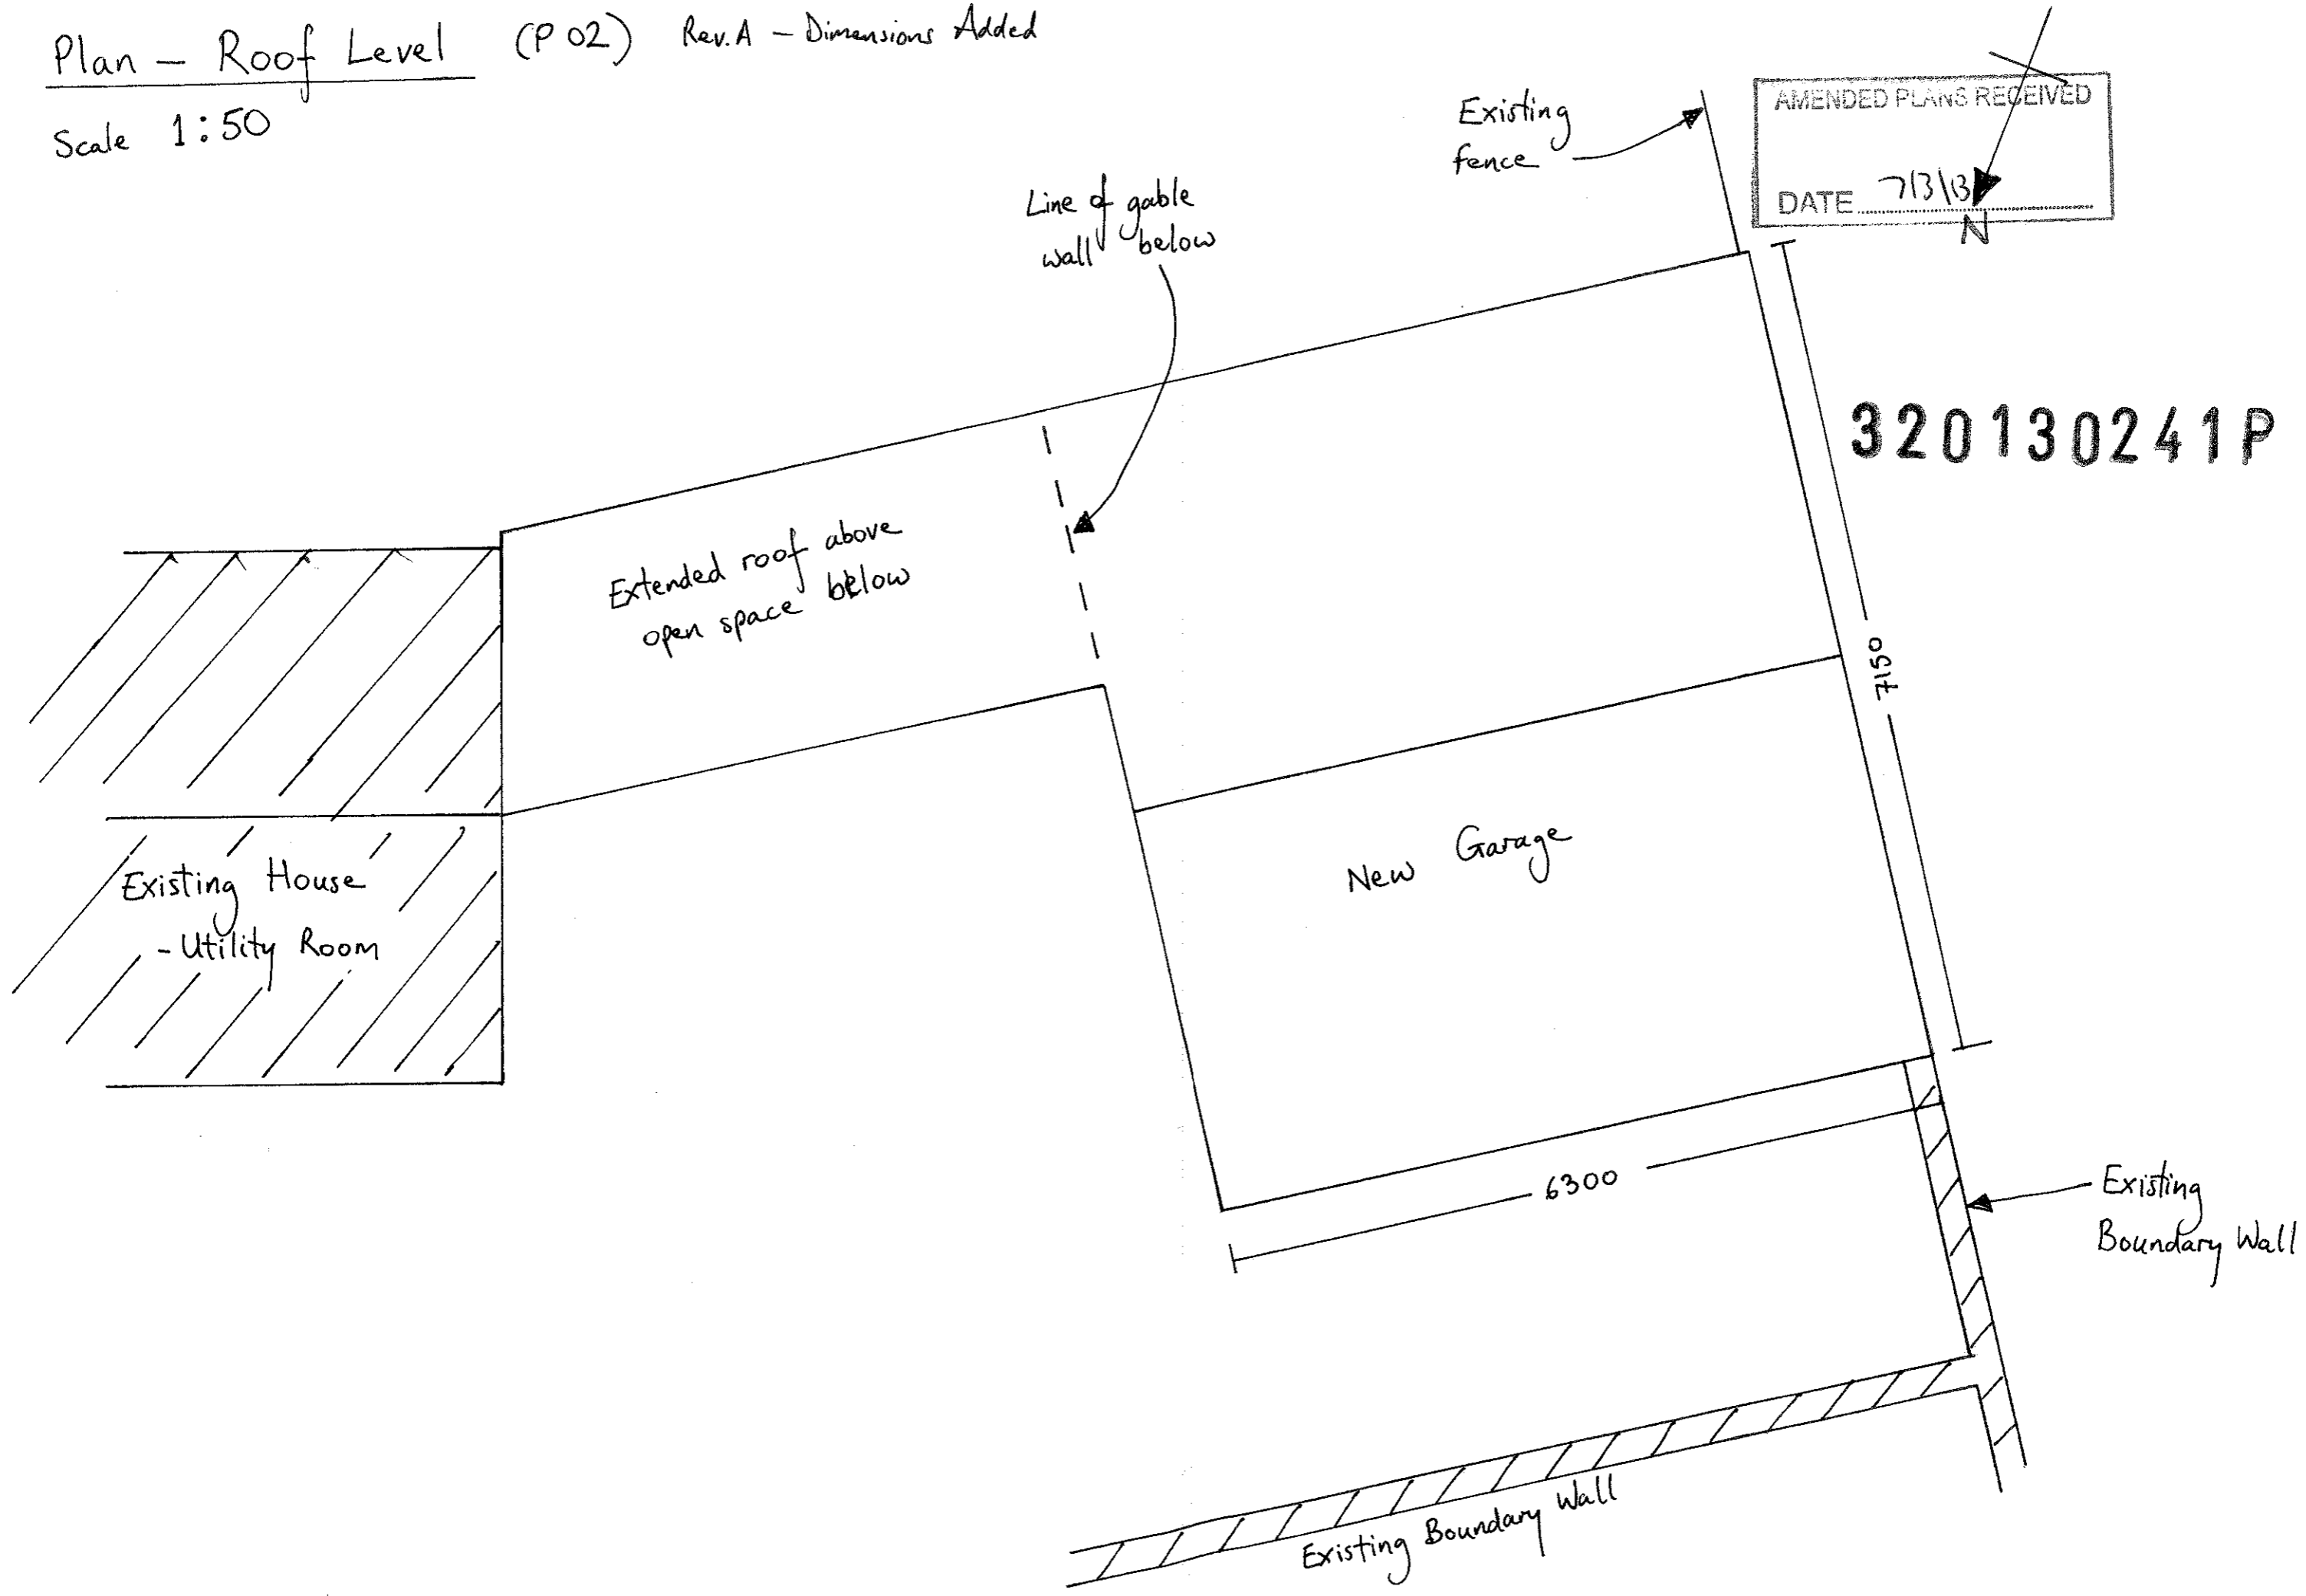 Plan – Roof Level (P 02) Rev.A – Dimensions Added
Scale 1:50
AMENDED PLANS RECEIVED
DATE 7/3/13
N
Existing
fence
Line of gable
wall below
320130241P
Extended roof above
open space below
7150
New Garage
Existing House
- Utility Room
6300
Existing
Boundary Wall
Existing Boundary Wall